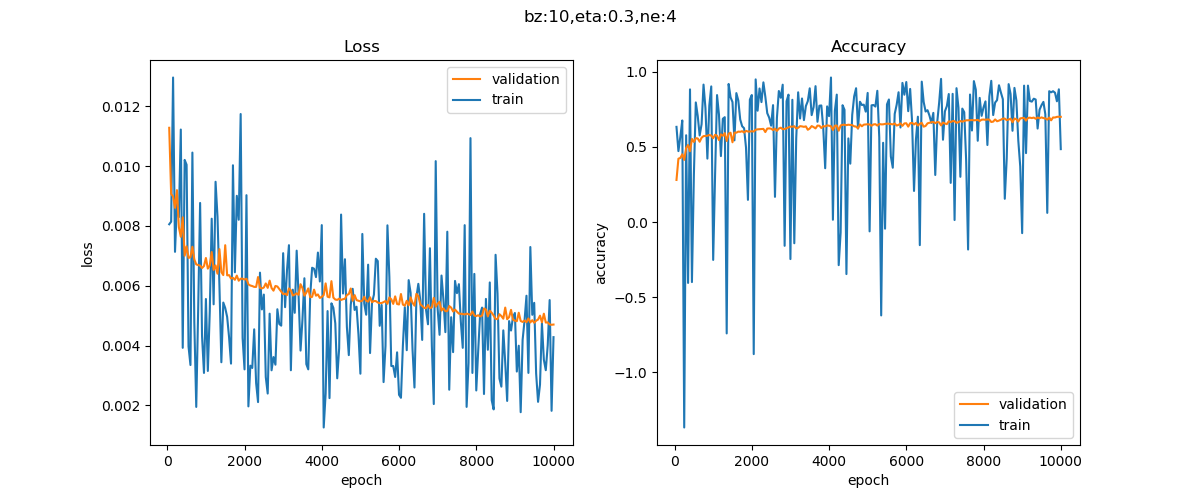 bz:10,eta:0.3,ne:4
Loss
validation
train
0.012
0.010
0.008
0.006
0.004
0.002
loss
0
2000
4000
6000
8000
10000
epoch
Accuracy
1.0
0.5
0.0
−0.5
−1.0
accuracy
validation
train
0
2000
4000
6000
8000
10000
epoch